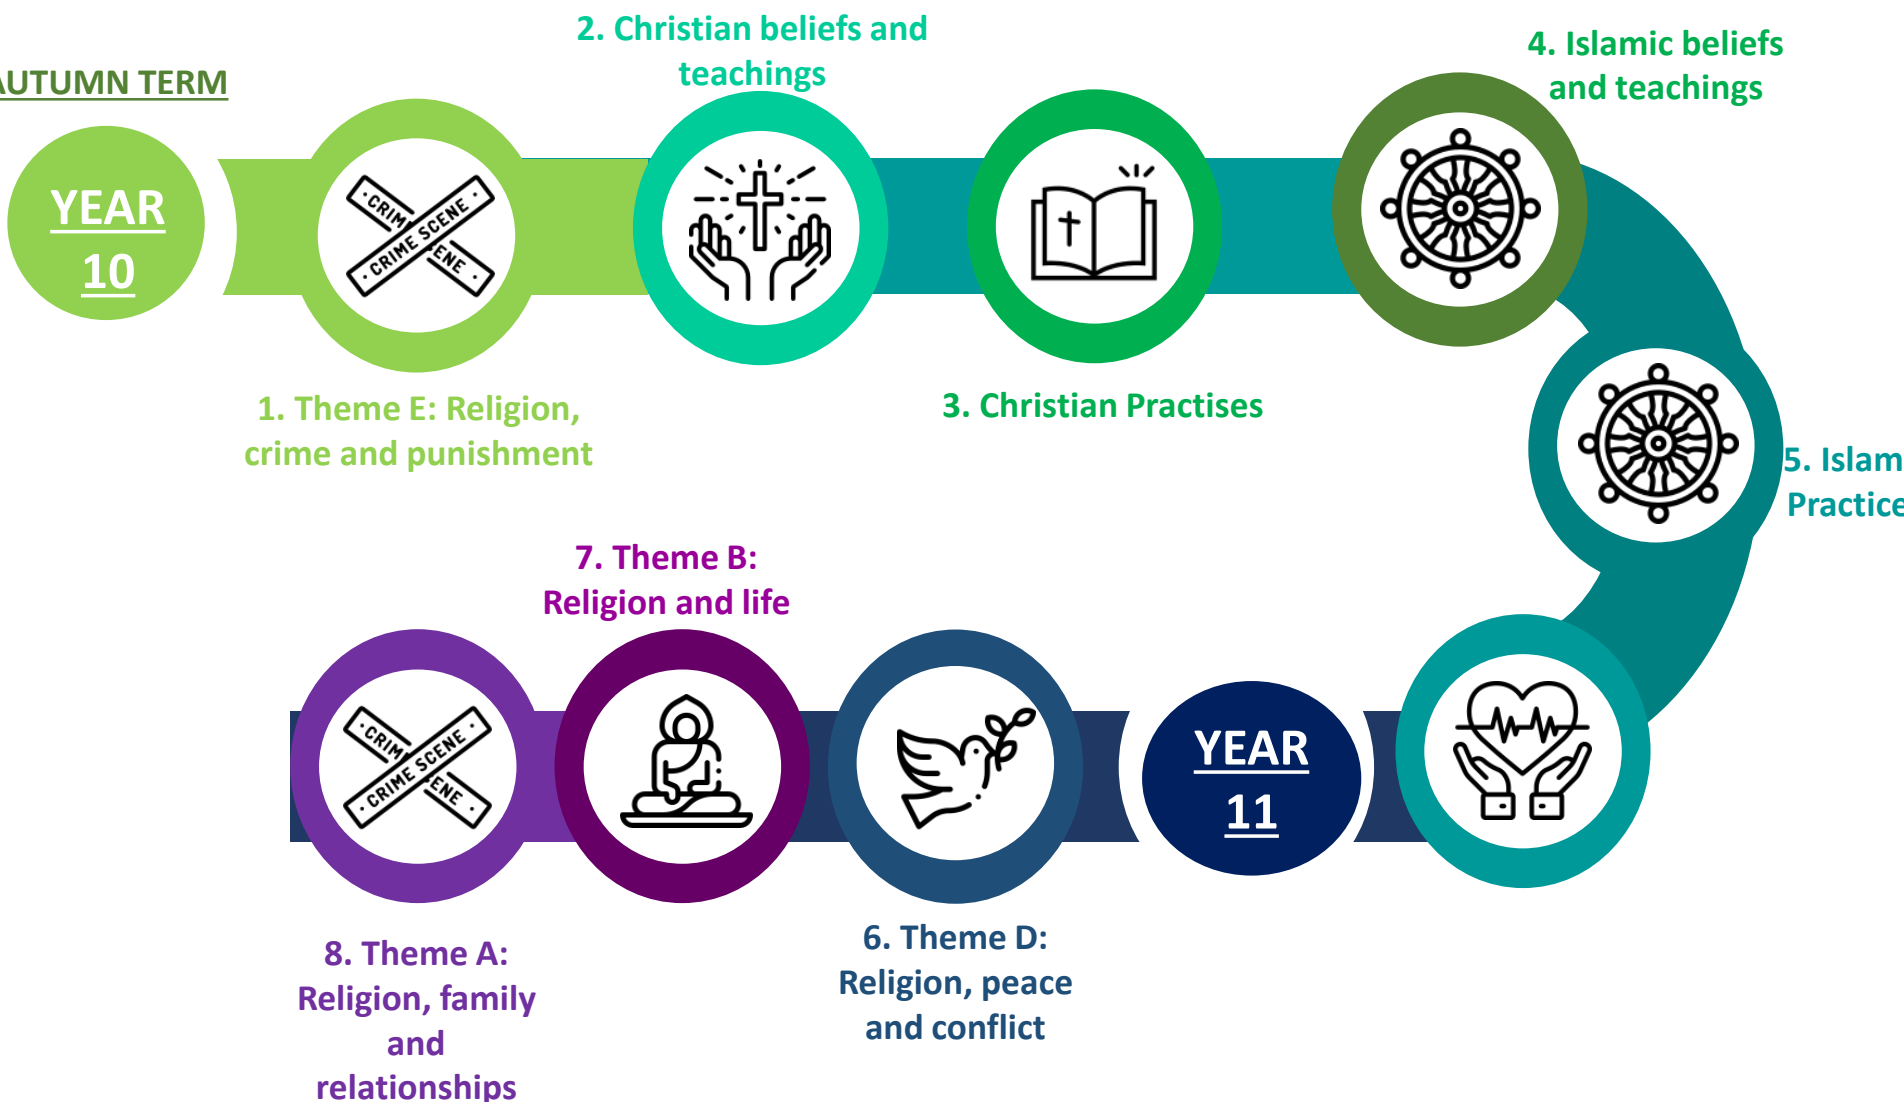 AUTUMN TERM
YEAR
10
CRIME SCENE
1. Theme E: Religion,
crime and punishment
2. Christian beliefs and
teachings
3. Christian Practises
4. Islamic beliefs
and teachings
5. Islam
Practice
YEAR
11
6. Theme D:
Religion, peace
and conflict
7. Theme B:
Religion and life
CRIME SCENE
8. Theme A:
Religion, family
and
relationships